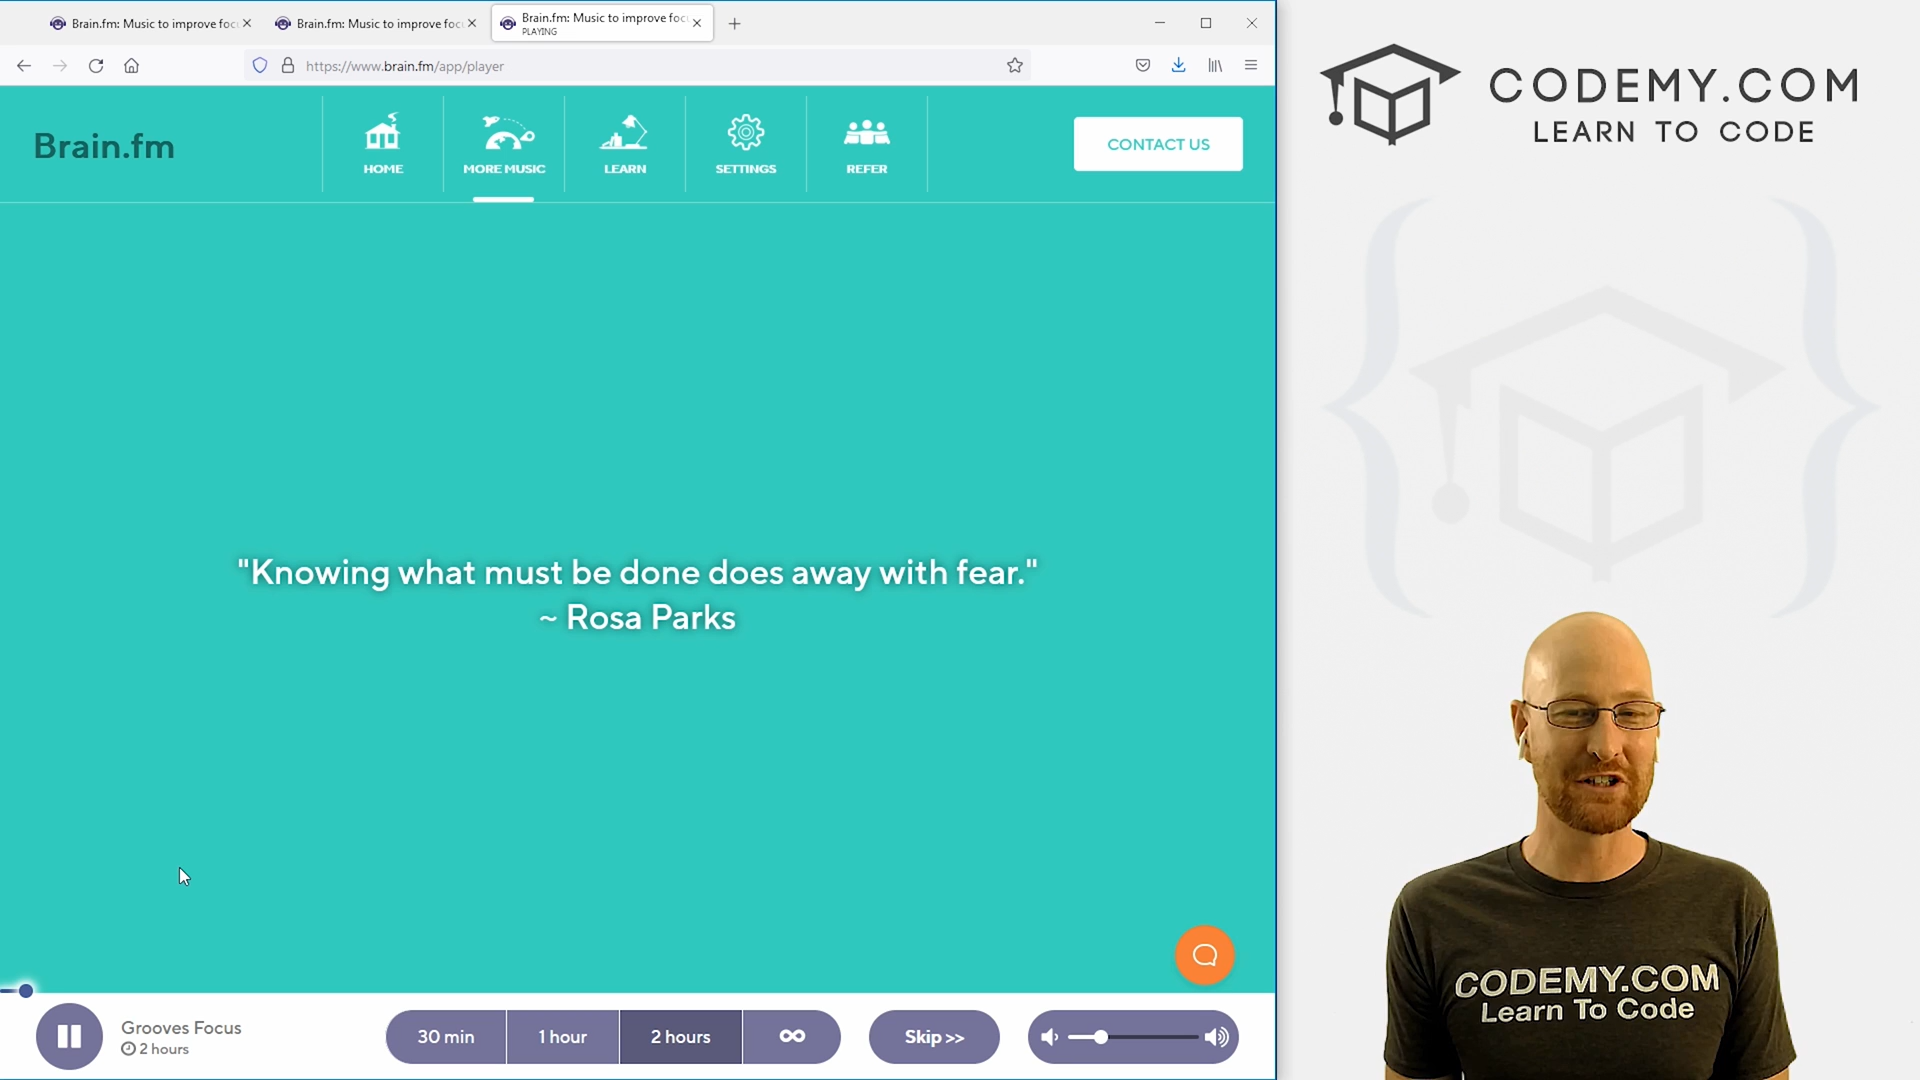 Brain.fm: Music to improve foc
Brain.fm: Music to improve foc
Brain.fm: Music to improve foc
PLAYING
https://www.brain.fm/app/player
Brain.fm
HOME
MORE MUSIC
LEARN
SETTINGS
REFER
CONTACT US
"Knowing what must be done does away with fear."
~ Rosa Parks
Grooves Focus
2 hours
30 min
1 hour
2 hours
∞
Skip >>
CODEMY.COM
LEARN TO CODE
CODEMY.COM
Learn To Code